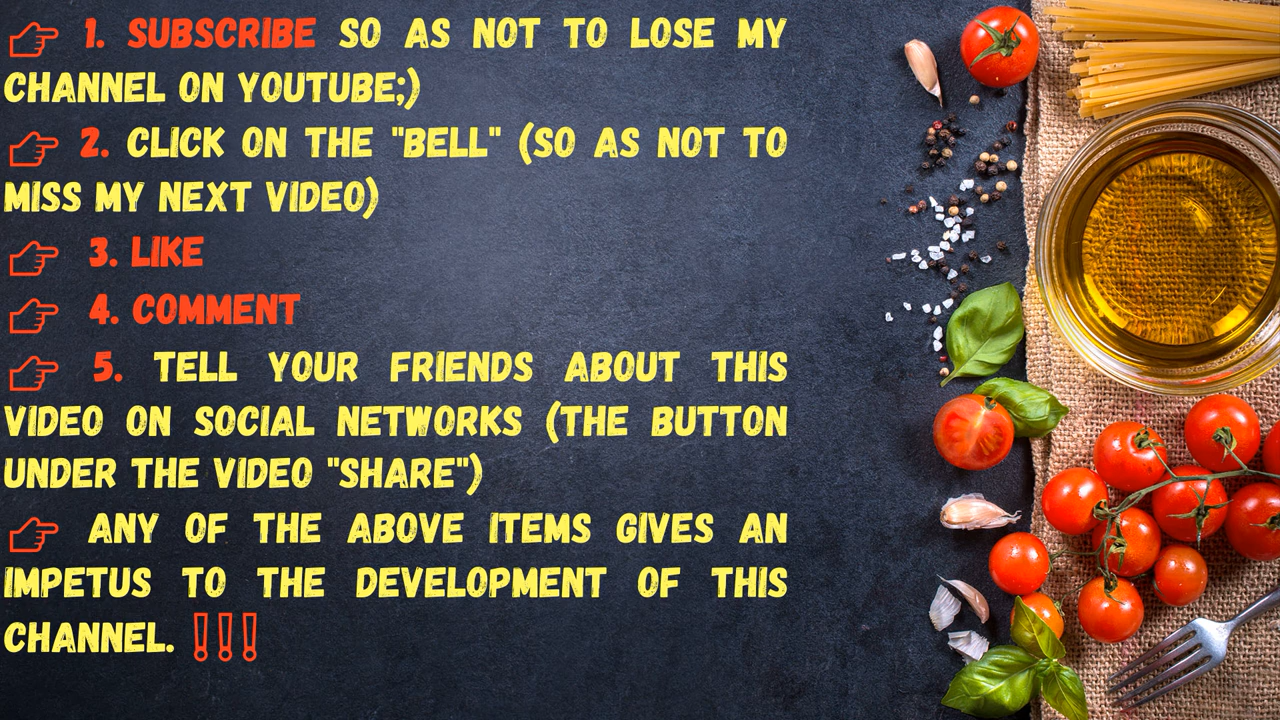 👉 1. SUBSCRIBE SO AS NOT TO LOSE MY
CHANNEL ON YOUTUBE;)
👉 2. CLICK ON THE "BELL" (SO AS NOT TO
MISS MY NEXT VIDEO)
👉 3. LIKE
👉 4. COMMENT
👉 5. TELL YOUR FRIENDS ABOUT THIS
VIDEO ON SOCIAL NETWORKS (THE BUTTON
UNDER THE VIDEO "SHARE")
👉 ANY OF THE ABOVE ITEMS GIVES AN
IMPETUS TO THE DEVELOPMENT OF THIS
CHANNEL. !!!